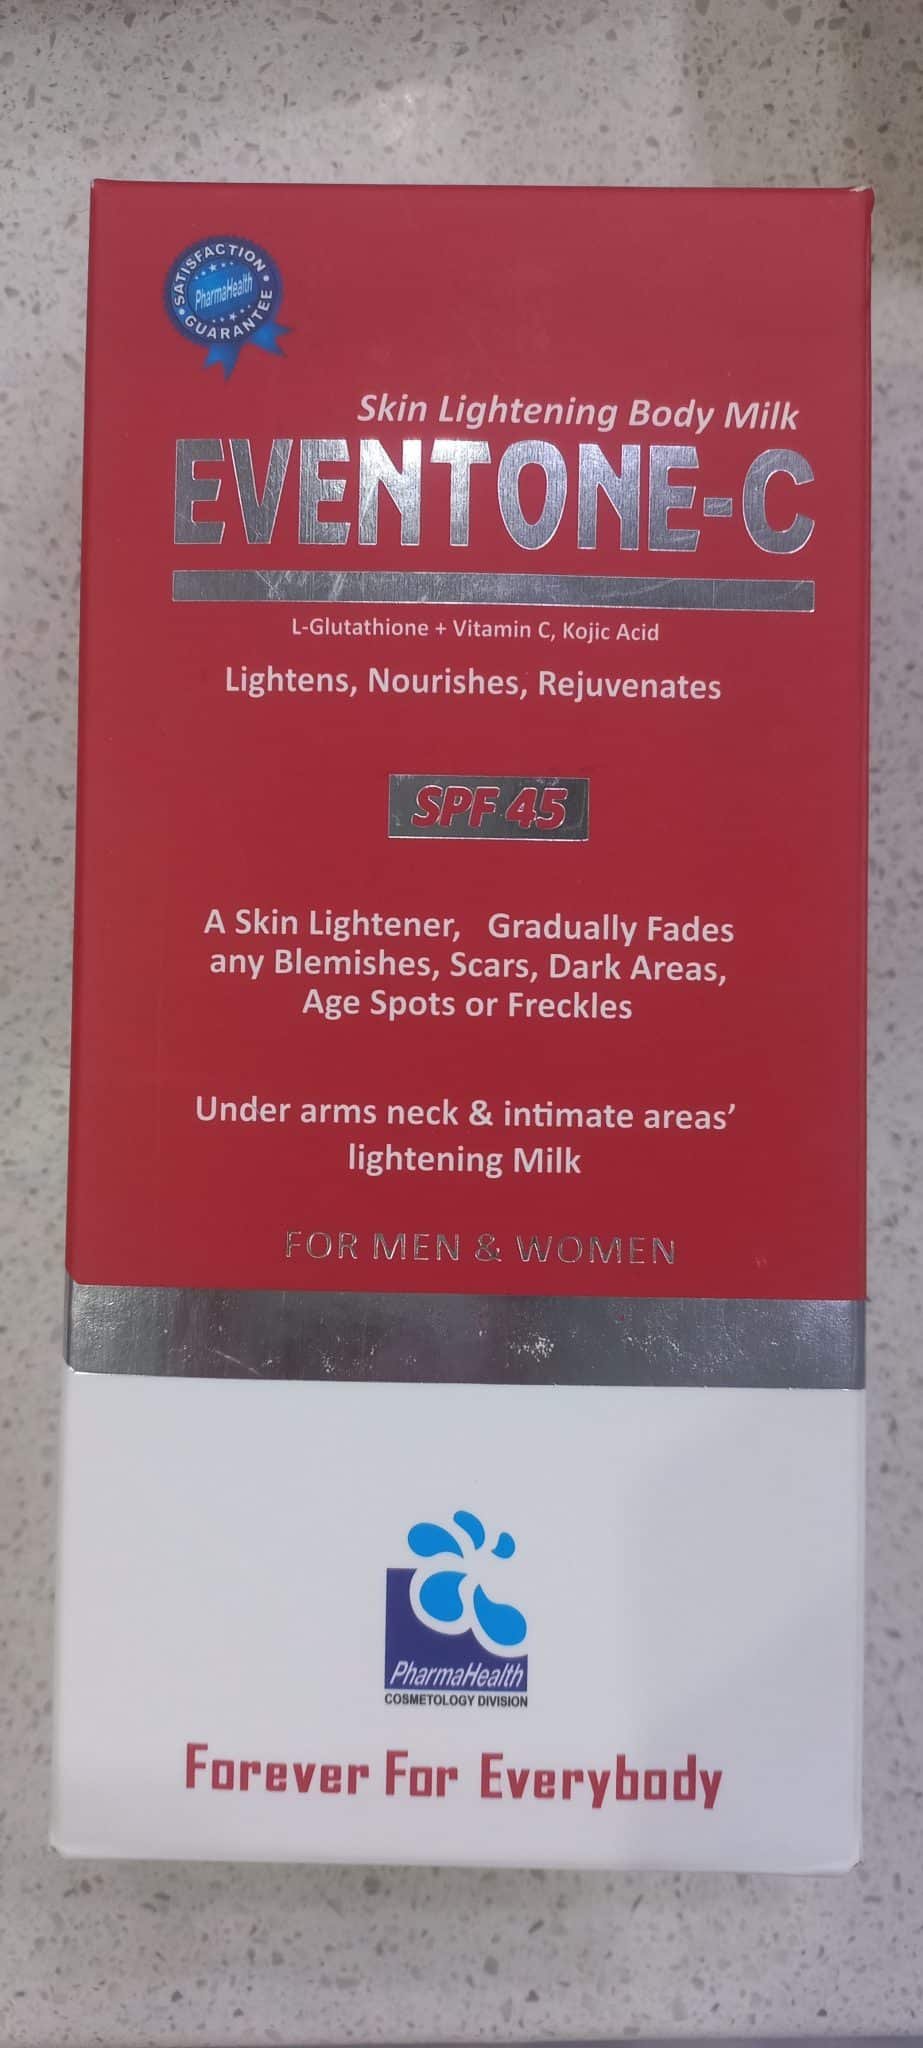 SATISFACTION
PharmaHealth
GUARANTEE
Skin Lightening Body Milk
EVENTONE-C
L-Glutathione + Vitamin C, Kojic Acid
Lightens, Nourishes, Rejuvenates
SPF 45
A Skin Lightener, Gradually Fades
any Blemishes, Scars, Dark Areas,
Age Spots or Freckles
Under arms neck & intimate areas’
lightening Milk
FOR MEN & WOMEN
PharmaHealth
COSMETOLOGY DIVISION
Forever For Everybody